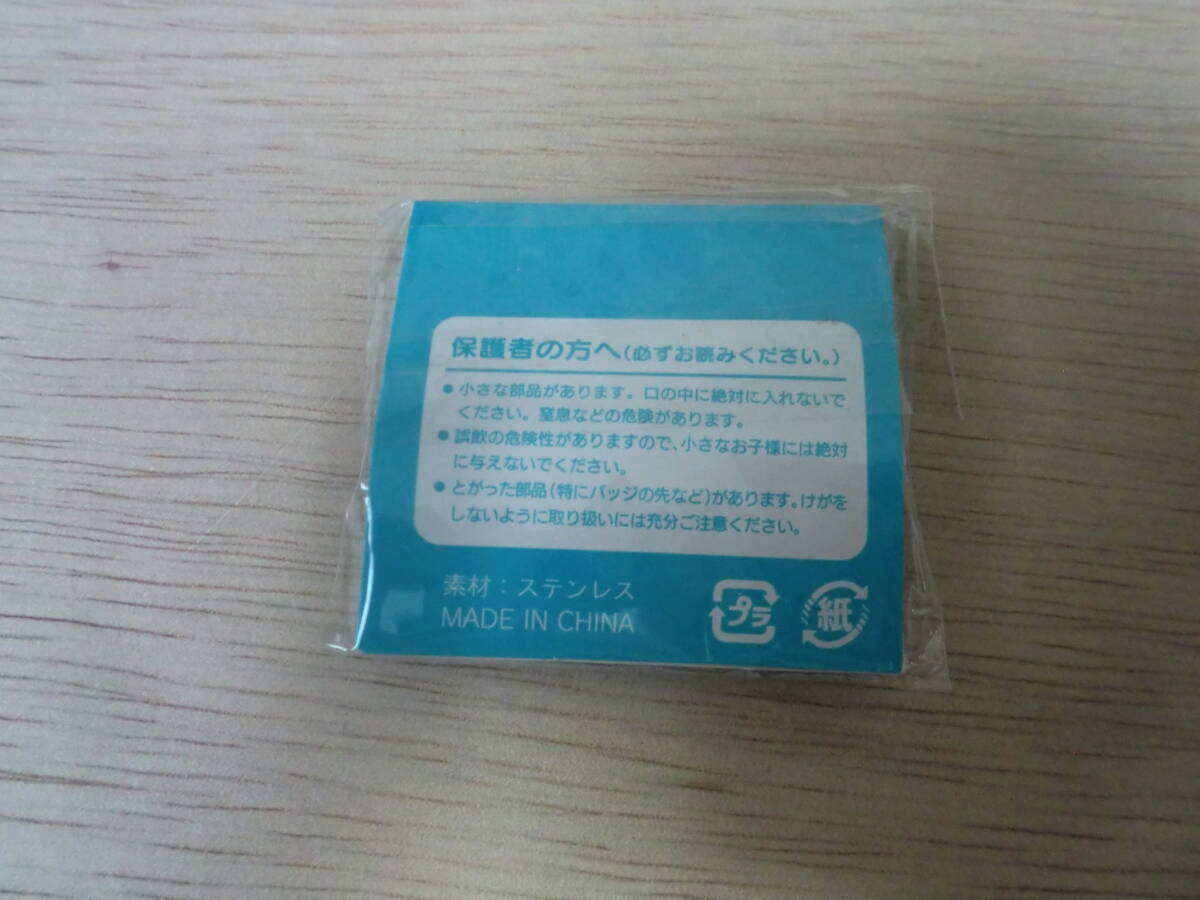 保護者の方へ(必ずお読みください。)
● 小さな部品があります。口の中に絶対に入れないで
ください。窒息などの危険があります。
● 誤飲の危険性がありますので、小さなお子様には絶対
に与えないでください。
● とがった部品(特にバッジの先など)があります。けがを
しないように取り扱いには充分ご注意ください。
素材:ステンレス
MADE IN CHINA
プラ
紙